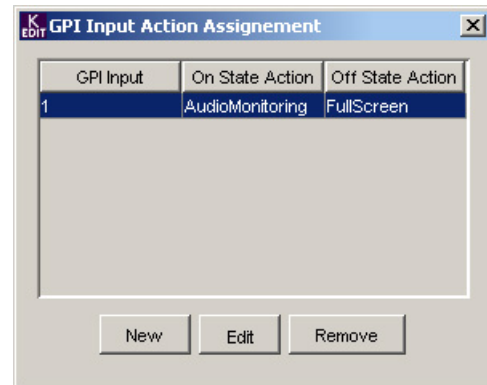 K EDIT GPI Input Action Assignement
GPI Input On State Action Off State Action
1 AudioMonitoring FullScreen
New Edit Remove